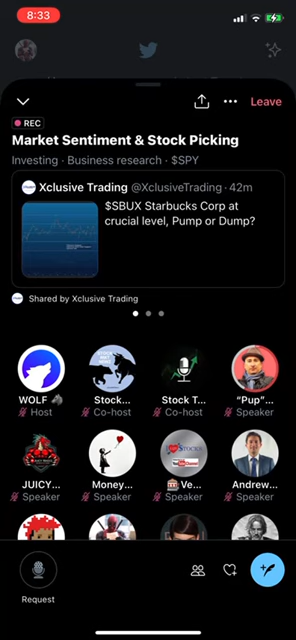 8:33
Leave
REC
Market Sentiment & Stock Picking
Investing · Business research · $SPY
Xclusive Trading @XclusiveTrading · 42m
$SBUX Starbucks Corp at
crucial level, Pump or Dump?
Shared by Xclusive Trading
WOLF 🐺 Stock... Stock T... "Pup"...
Host Co-host Co-host Speaker
JUICY... Money... 🏛️Ve... Andrew...
Speaker Speaker Speaker Speaker
Request